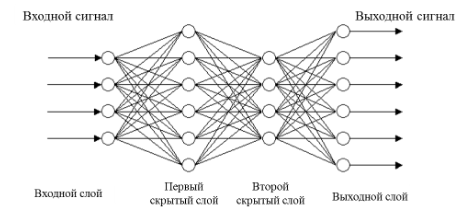 Входной сигнал
Выходной сигнал
Входной слой
Первый
скрытый слой
Второй
скрытый слой
Выходной слой